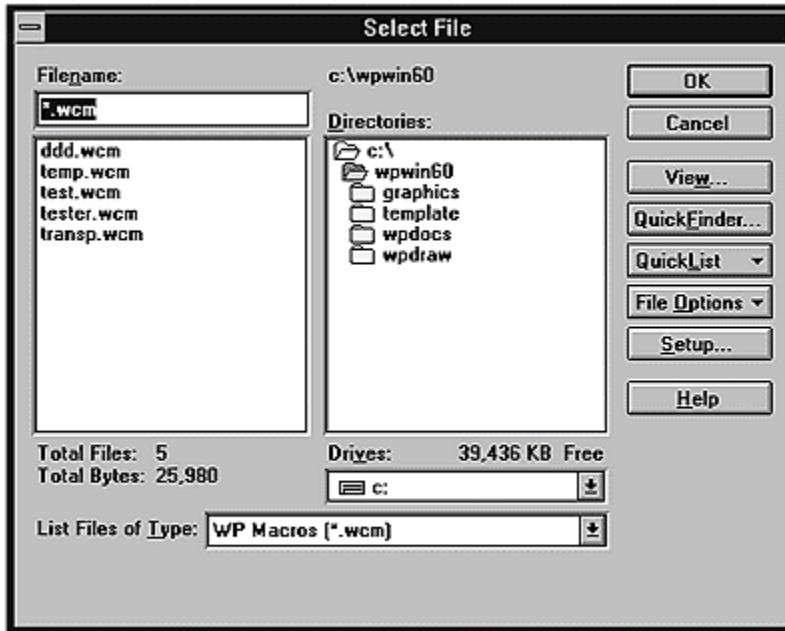 Select File
Filename:
*.wcm
ddd.wcm
temp.wcm
test.wcm
tester.wcm
transp.wcm
Total Files: 5
Total Bytes: 25,980
c:\wpwin60
Directories:
c:\
wpwin60
graphics
template
wpdocs
wpdraw
Drives: 39,436 KB Free
c:
List Files of Type: WP Macros (*.wcm)
OK
Cancel
View...
QuickFinder...
QuickList
File Options
Setup...
Help